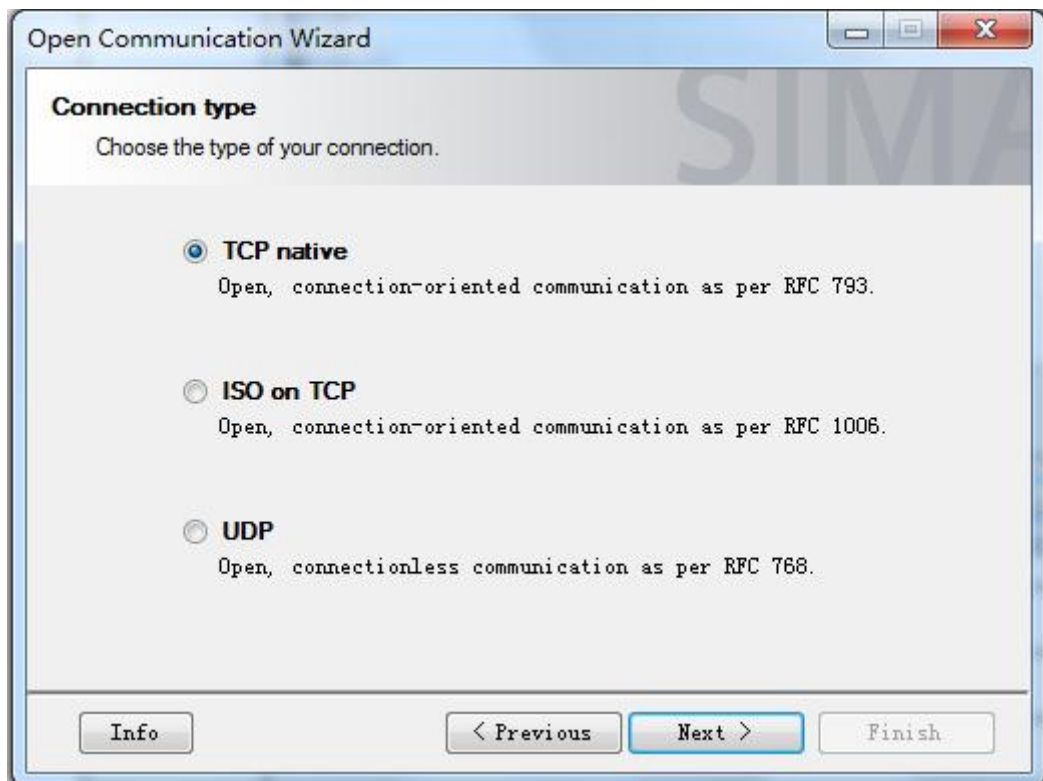 Open Communication Wizard
SIMA
Connection type
Choose the type of your connection.
TCP native
Open, connection-oriented communication as per RFC 793.
ISO on TCP
Open, connection-oriented communication as per RFC 1006.
UDP
Open, connectionless communication as per RFC 768.
Info
< Previous
Next >
Finish